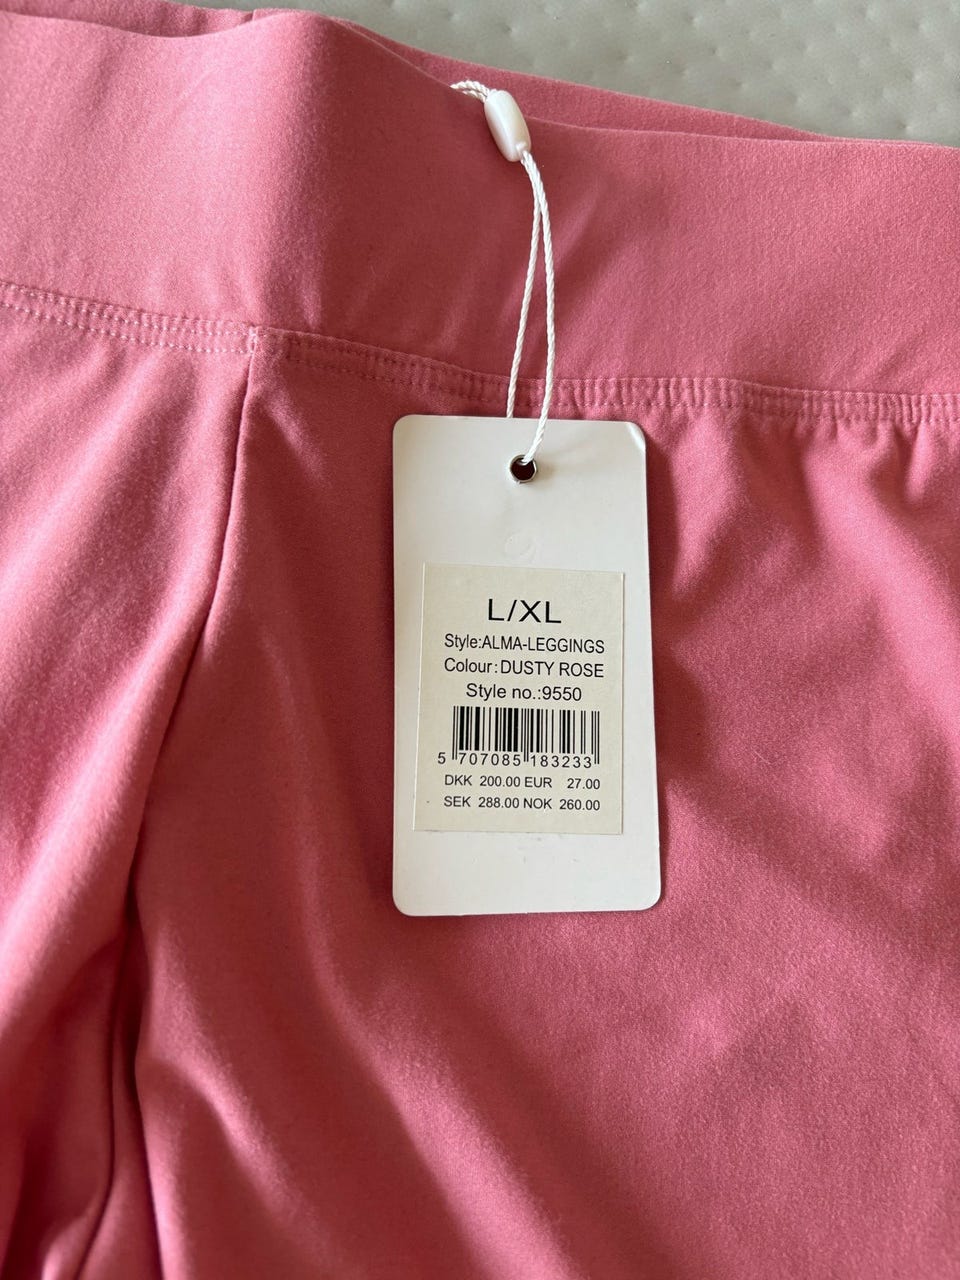 L/XL
Style:ALMA-LEGGINGS
Colour:DUSTY ROSE
Style no.:9550
5 707085 183233
DKK 200.00 EUR 27.00
SEK 288.00 NOK 260.00